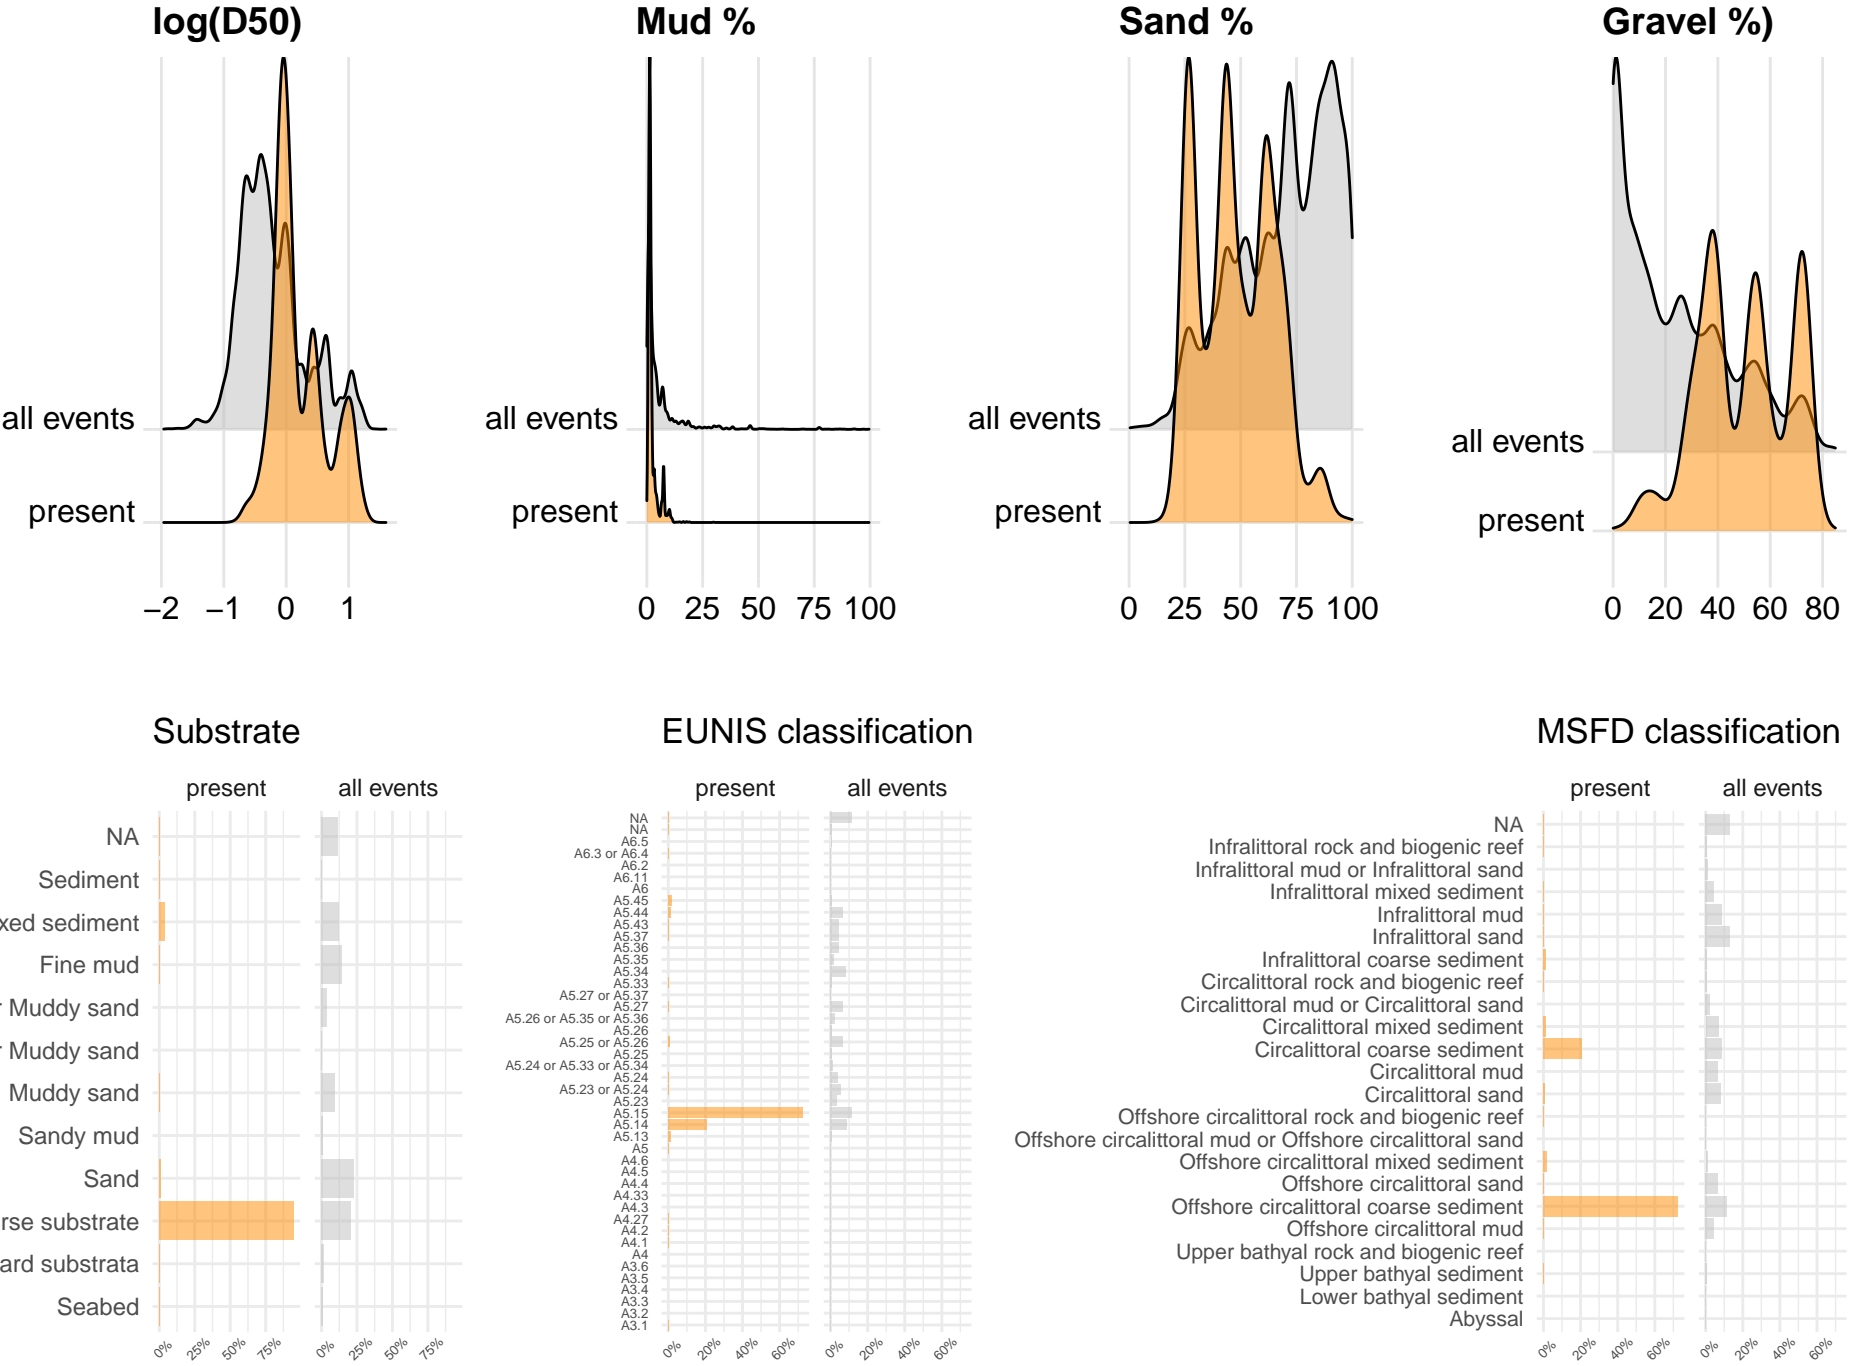 log(D50) Mud % Sand % Gravel %)
all events all events all events all events
present present present present
−2 −1 0 1 0 25 50 75 100 0 25 50 75 100 0 20 40 60 80
Substrate
present all events
NA
Sediment
xed sediment
Fine mud
r Muddy sand
r Muddy sand
Muddy sand
Sandy mud
Sand
rse substrate
ard substrata
Seabed
0% 25% 50% 75% 0% 25% 50% 75%
EUNIS classification
present all events
NA
NA
A6.5
A6.3 or A6.4
A6.2
A6.11
A6
A5.45
A5.44
A5.43
A5.37
A5.36
A5.35
A5.34
A5.33
A5.27 or A5.37
A5.27
A5.26 or A5.35 or A5.36
A5.26
A5.25 or A5.26
A5.25
A5.24 or A5.33 or A5.34
A5.24
A5.23 or A5.24
A5.23
A5.15
A5.14
A5.13
A5
A4.6
A4.5
A4.4
A4.33
A4.3
A4.27
A4.2
A4.1
A4
A3.6
A3.5
A3.4
A3.3
A3.2
A3.1
0% 20% 40% 60% 0% 20% 40% 60%
MSFD classification
present all events
NA
Infralittoral rock and biogenic reef
Infralittoral mud or Infralittoral sand
Infralittoral mixed sediment
Infralittoral mud
Infralittoral sand
Infralittoral coarse sediment
Circalittoral rock and biogenic reef
Circalittoral mud or Circalittoral sand
Circalittoral mixed sediment
Circalittoral coarse sediment
Circalittoral mud
Circalittoral sand
Offshore circalittoral rock and biogenic reef
Offshore circalittoral mud or Offshore circalittoral sand
Offshore circalittoral mixed sediment
Offshore circalittoral sand
Offshore circalittoral coarse sediment
Offshore circalittoral mud
Upper bathyal rock and biogenic reef
Upper bathyal sediment
Lower bathyal sediment
Abyssal
0% 20% 40% 60% 0% 20% 40% 60%